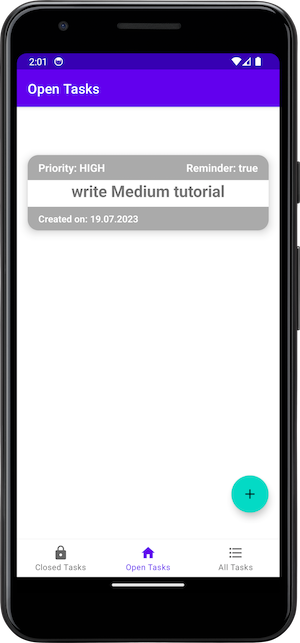 2:01
Open Tasks
Priority: HIGH Reminder: true
write Medium tutorial
Created on: 19.07.2023
Closed Tasks Open Tasks All Tasks